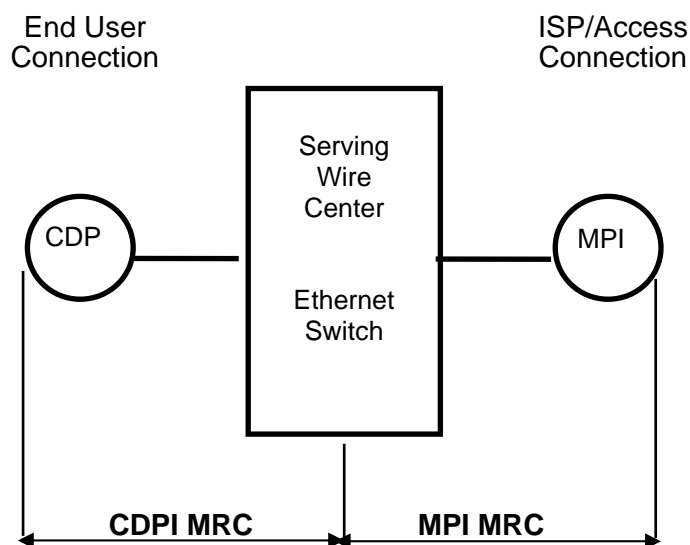 End User
Connection
ISP/Access
Connection
Serving
Wire
Center
CDP
MPI
Ethernet
Switch
CDPI MRC
MPI MRC